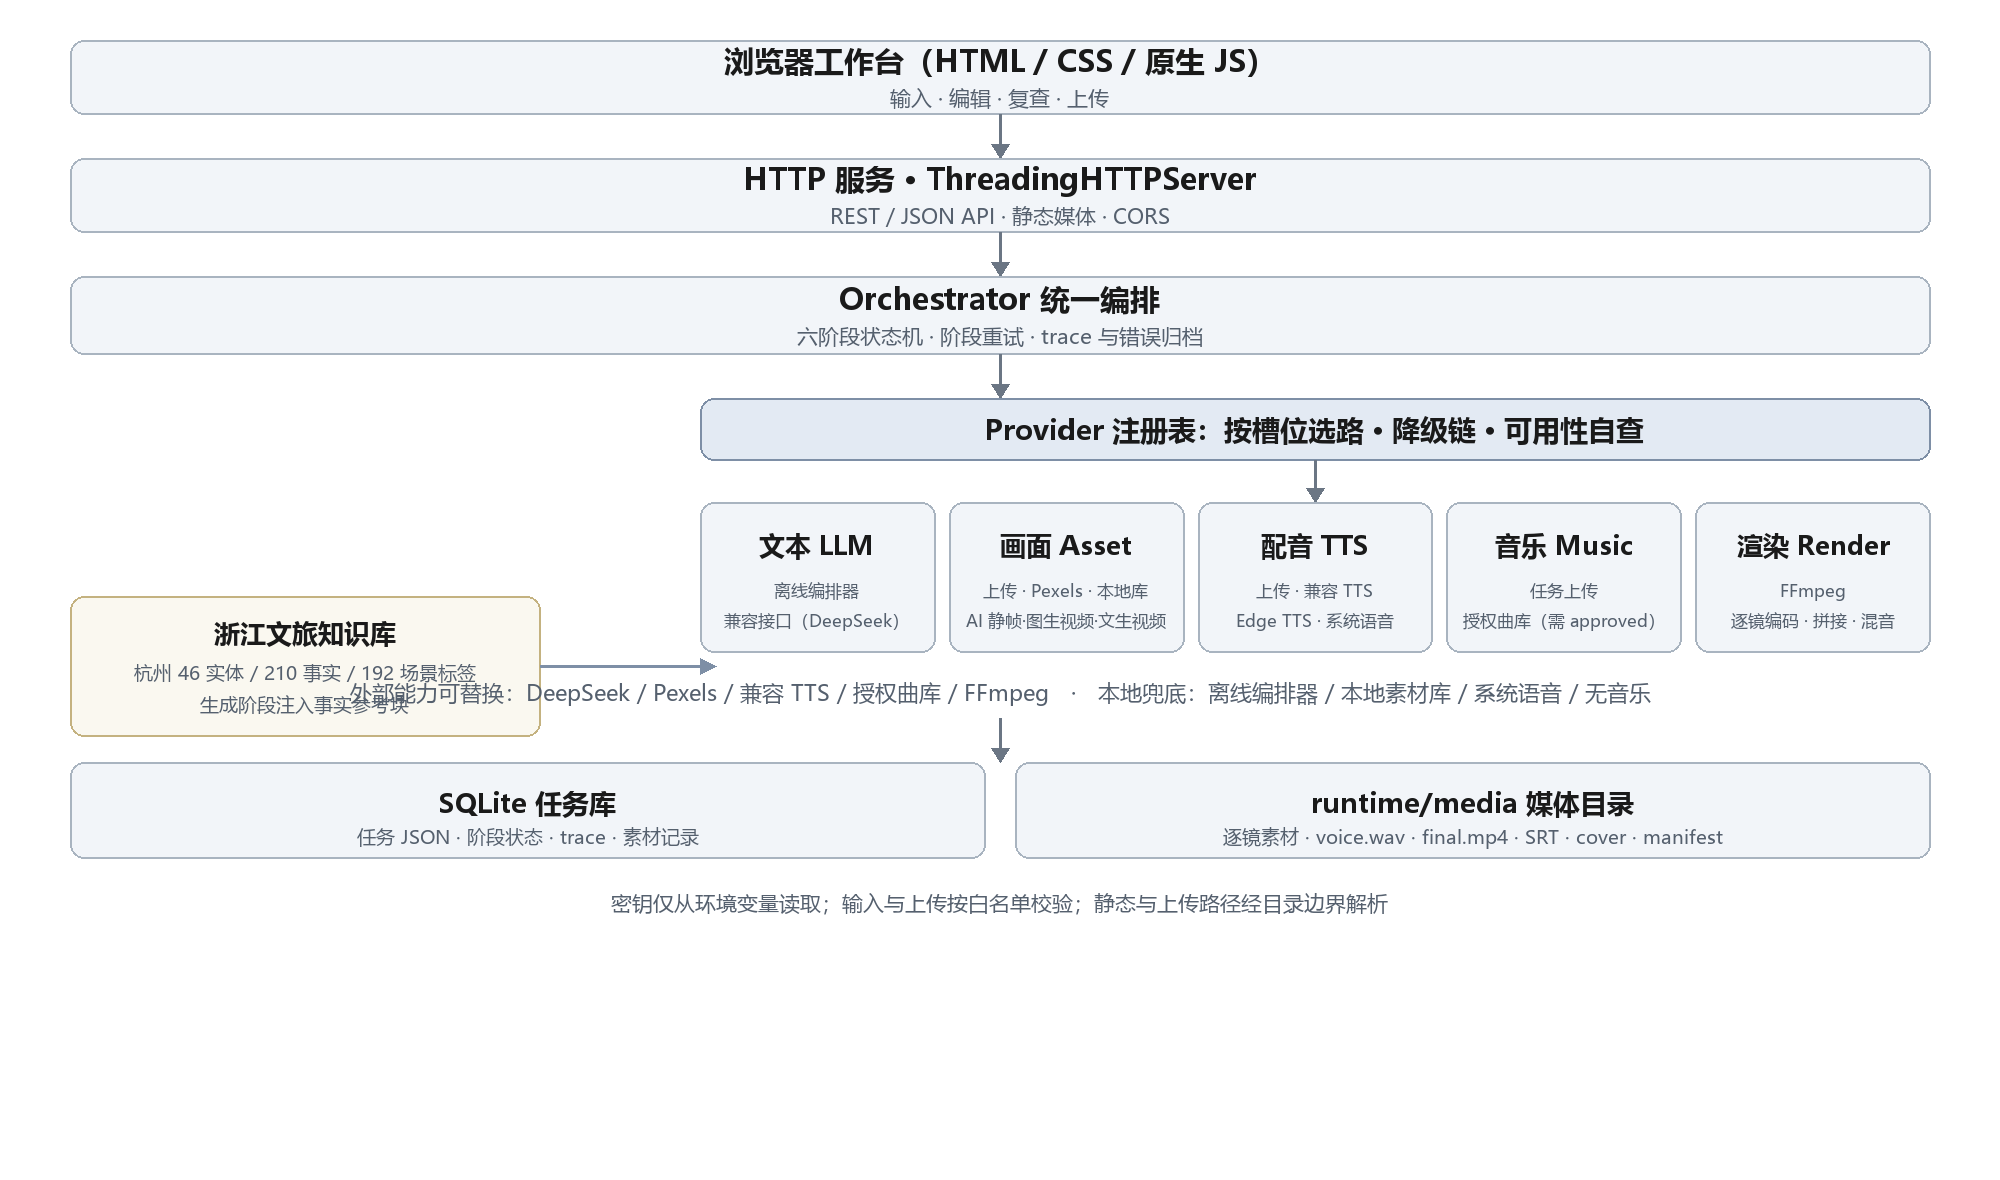 浏览器工作台（HTML / CSS / 原生 JS）
输入 · 编辑 · 复查 · 上传
HTTP 服务 • ThreadingHTTPServer
REST / JSON API · 静态媒体 · CORS
Orchestrator 统一编排
六阶段状态机 · 阶段重试 · trace 与错误归档
Provider 注册表：按槽位选路 • 降级链 • 可用性自查
文本 LLM
离线编排器
兼容接口（DeepSeek）
画面 Asset
上传 · Pexels · 本地库
AI 静帧·图生视频·文生视频
配音 TTS
上传 · 兼容 TTS
Edge TTS · 系统语音
音乐 Music
任务上传
授权曲库（需 approved）
渲染 Render
FFmpeg
逐镜编码 · 拼接 · 混音
浙江文旅知识库
杭州 46 实体 / 210 事实 / 192 场景标签
生成阶段注入事实参考块
外部能力可替换：DeepSeek / Pexels / 兼容 TTS / 授权曲库 / FFmpeg · 本地兜底：离线编排器 / 本地素材库 / 系统语音 / 无音乐
SQLite 任务库
任务 JSON · 阶段状态 · trace · 素材记录
runtime/media 媒体目录
逐镜素材 · voice.wav · final.mp4 · SRT · cover · manifest
密钥仅从环境变量读取；输入与上传按白名单校验；静态与上传路径经目录边界解析